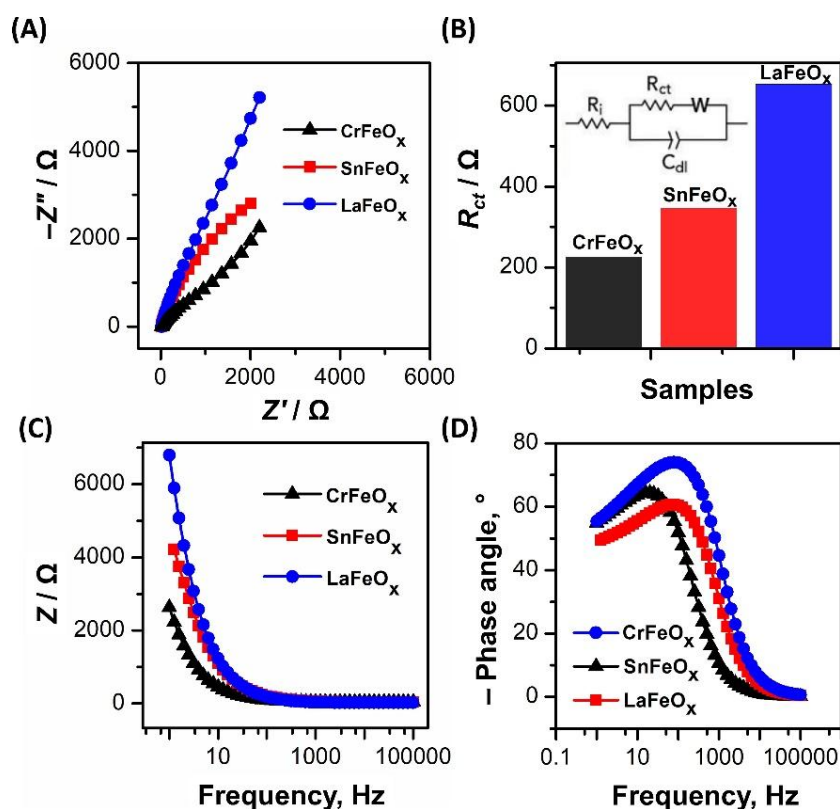 (A)
6000
4000
2000
0
–Z″ / Ω
CrFeOx
SnFeOx
LaFeOx
0 2000 4000 6000
Z′ / Ω
(B)
600
400
200
0
Rct / Ω
Ri
Rct
W
Cdl
CrFeOx
SnFeOx
LaFeOx
Samples
(C)
6000
4000
2000
0
Z / Ω
CrFeOx
SnFeOx
LaFeOx
10 1000 100000
Frequency, Hz
(D)
80
60
40
20
0
– Phase angle, °
CrFeOx
SnFeOx
LaFeOx
0.1 10 1000 100000
Frequency, Hz